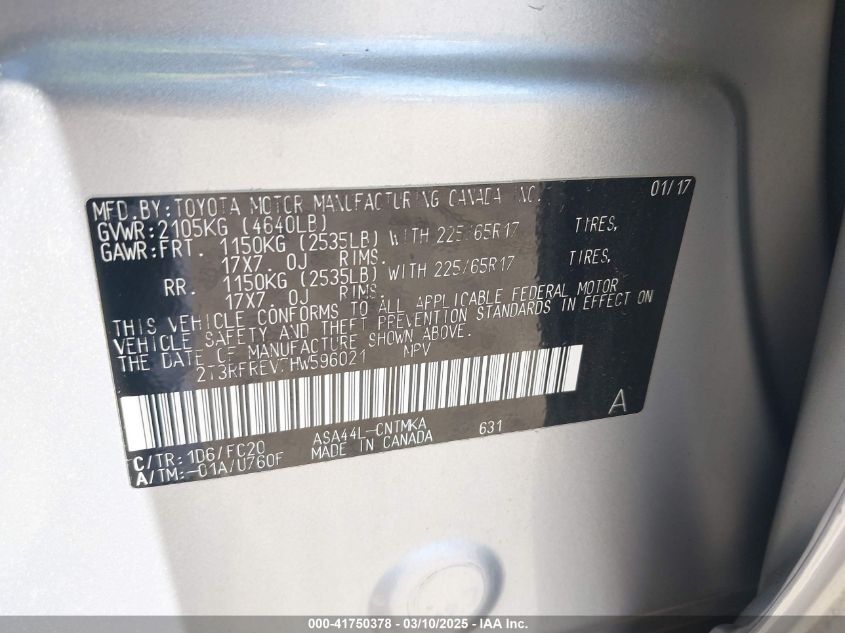 MFD.BY:TOYOTA MOTOR MANUFACTURING CANADA INC. 01/17
GVWR:2105KG (4640LB)
GAWR:FRT. 1150KG (2535LB) WITH 225/65R17 TIRES,
17X7.0J RIMS.
RR. 1150KG (2535LB) WITH 225/65R17 TIRES,
17X7.0J RIMS
THIS VEHICLE CONFORMS TO ALL APPLICABLE FEDERAL MOTOR
VEHICLE SAFETY AND THEFT PREVENTION STANDARDS IN EFFECT ON
THE DATE OF MANUFACTURE SHOWN ABOVE.
NPV
A
C/TR: 1D6/FC20 ASA44L-CNTMKA 631
A/TM:-01A/U760F MADE IN CANADA
000-41750378 - 03/10/2025 - IAAI Inc.